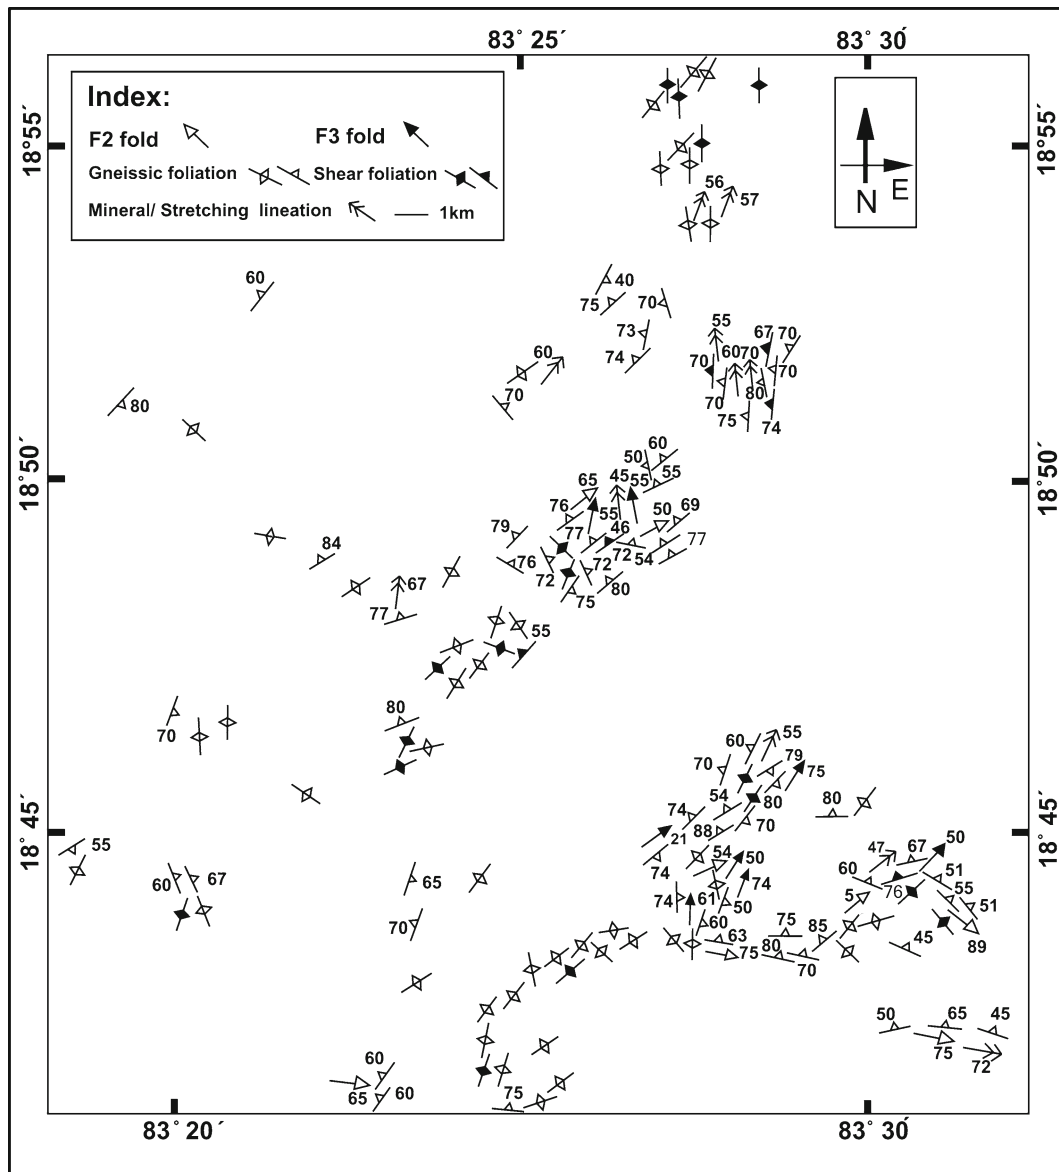 83° 25´ 83° 30´
Index:
F2 fold F3 fold
Gneissic foliation Shear foliation
Mineral/ Stretching lineation 1km
N E
18°55´ 18°55´
56 57
60 40
75 70
73 55 67 70
60 74 70 60 70 70
80 70 70 80
75 74
60
50
18°50´ 65 45 55 55 18°50´
76 55 50 69
79 77 46
84 76 72 54 77
67 72 72 80
77 75
55
80
70
60 55
70 79 75
54 80
74 80
18°45´ 88 70 18°45´
21
55 74 54 50 47 67 50
60 67 65 74 60 51
74 61 50 5 76 55 51
70 60 75 85
63 89
75 80 70 45
50 65 45
75
60 72
65 60 75
83° 20´ 83° 30´